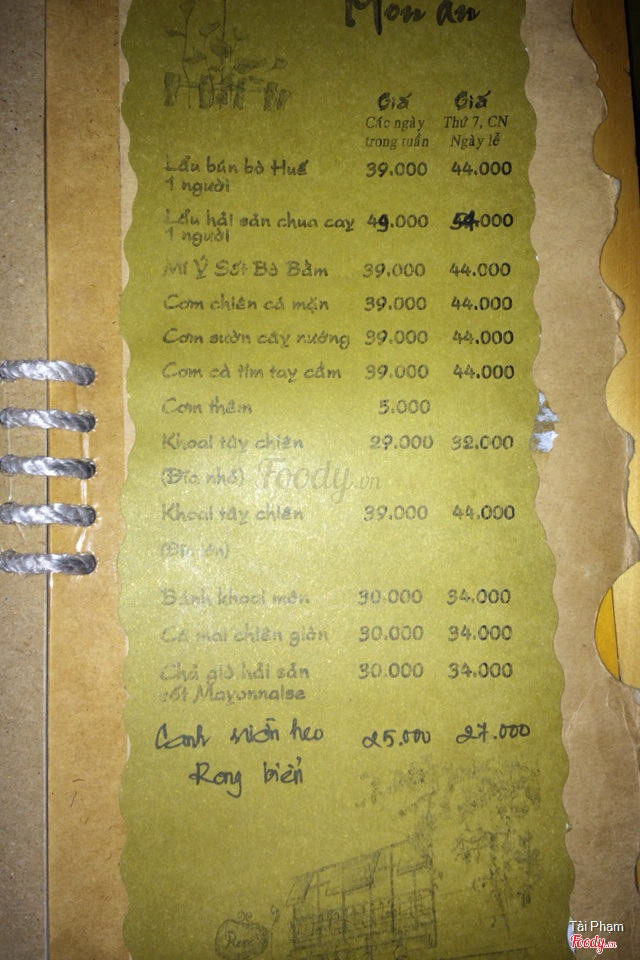 Món ăn
Giá Giá
Các ngày Thứ 7, CN
trong tuần Ngày lễ
Lẩu bún bò Huế 39.000 44.000
1 người
Lẩu hải sản chua cay 49.000 54.000
1 người
Mì Ý Sốt Bò Bằm 39.000 44.000
Cơm chiên cá mặn 39.000 44.000
Cơm sườn cây nướng 39.000 44.000
Cơm cà tím tay cầm 39.000 44.000
Cơm thêm 5.000
Khoai tây chiên 29.000 32.000
(Đĩa nhỏ)
Foody.vn
Khoai tây chiên 39.000 44.000
(Đĩa lớn)
Bánh khoai môn 30.000 34.000
Cá mai chiên giòn 30.000 34.000
Chả giò hải sản 30.000 34.000
sốt Mayonnaise
Canh sườn heo 25.000 27.000
Rong biển
Tài Phạm
Foody.vn